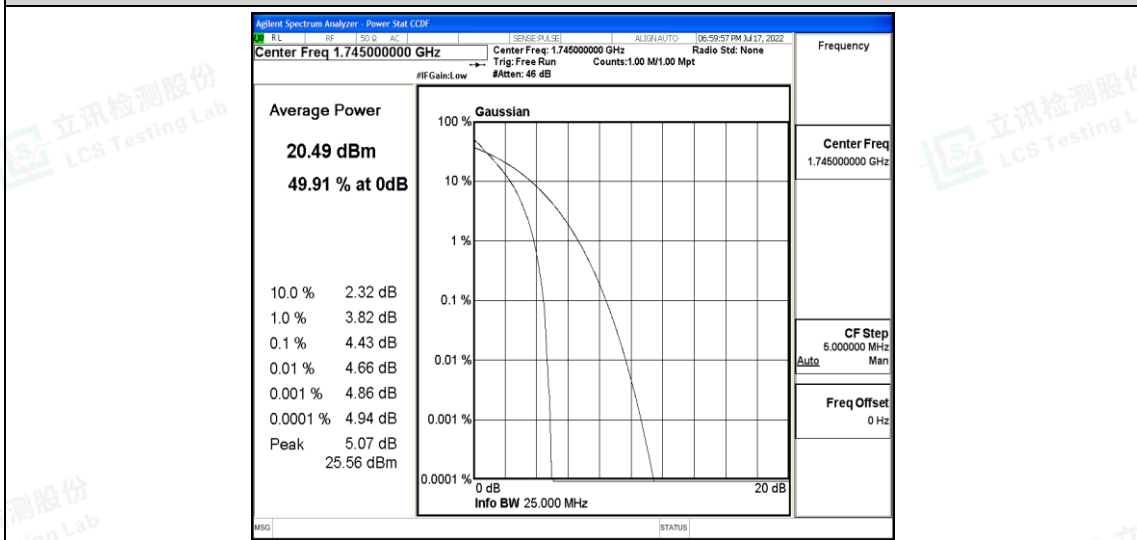 Agilent Spectrum Analyzer - Power Stat CCDF
RL RF 50 Ω AC SENSE:PULSE ALIGN AUTO 06:59:57 PM Jul 17, 2022
Center Freq 1.745000000 GHz
Center Freq: 1.745000000 GHz Radio Std: None
Trig: Free Run Counts:1.00 M/1.00 Mpt
#IFGain:Low #Atten: 46 dB
Frequency
Average Power
20.49 dBm
49.91 % at 0dB
10.0 % 2.32 dB
1.0 % 3.82 dB
0.1 % 4.43 dB
0.01 % 4.66 dB
0.001 % 4.86 dB
0.0001 % 4.94 dB
Peak 5.07 dB
25.56 dBm
Gaussian
100 %
10 %
1 %
0.1 %
0.01 %
0.001 %
0.0001 %
0 dB 20 dB
Info BW 25.000 MHz
Center Freq
1.745000000 GHz
CF Step
5.000000 MHz
Auto Man
Freq Offset
0 Hz
MSG STATUS
立讯检测股份
LCS Testing Lab
立讯检测股份
LCS Testing L
测股份
ing Lab
立